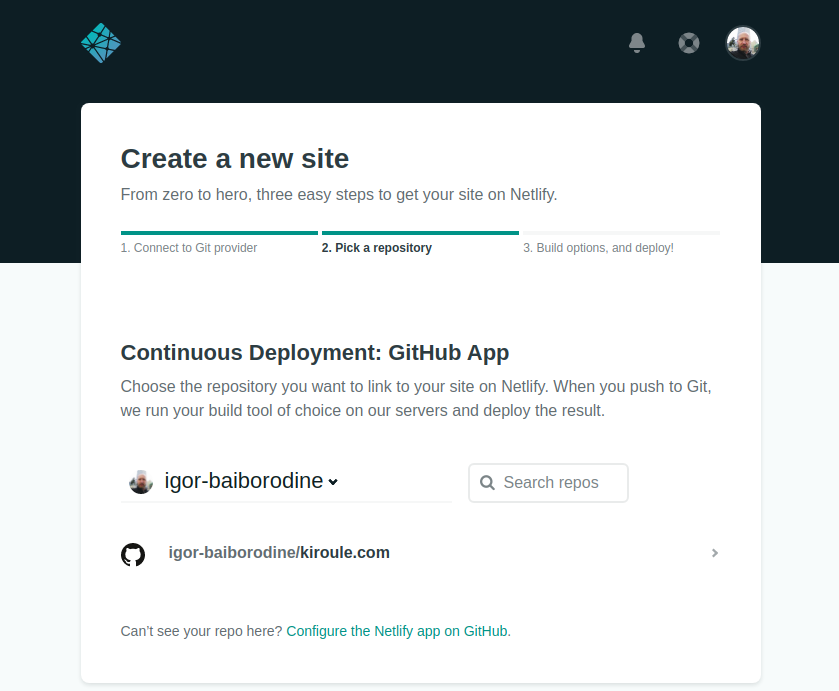 Create a new site
From zero to hero, three easy steps to get your site on Netlify.
1. Connect to Git provider
2. Pick a repository
3. Build options, and deploy!
Continuous Deployment: GitHub App
Choose the repository you want to link to your site on Netlify. When you push to Git,
we run your build tool of choice on our servers and deploy the result.
igor-baiborodine
Search repos
igor-baiborodine/kiroule.com
Can't see your repo here? Configure the Netlify app on GitHub.